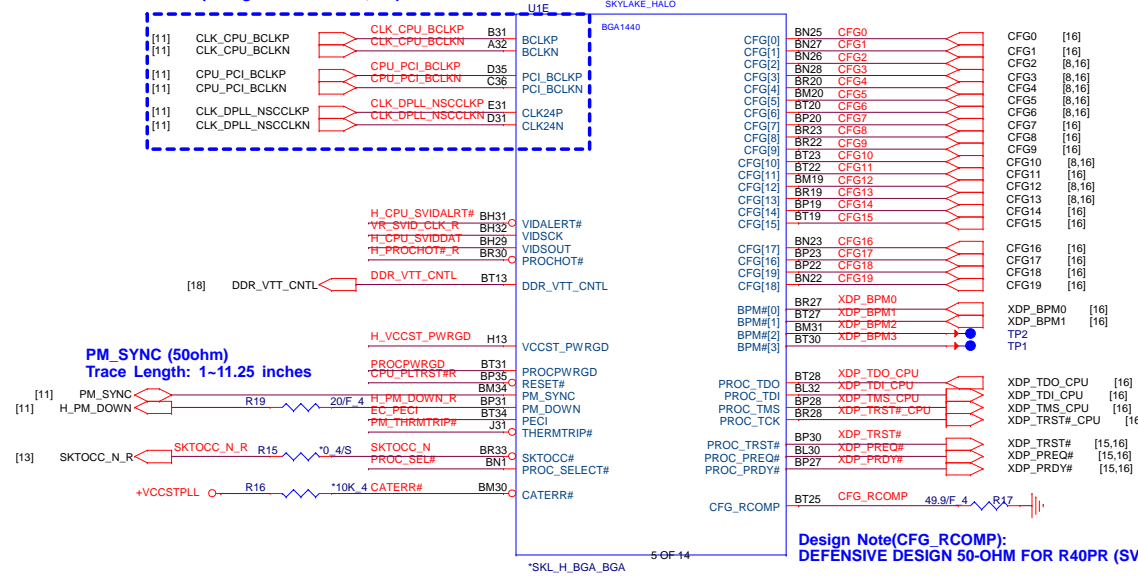 SKYLAKE_HALO
U1E
BGA1440
[11] CLK_CPU_BCLKP CLK_CPU_BCLKP B31 BCLKP
[11] CLK_CPU_BCLKN CLK_CPU_BCLKN A32 BCLKN
[11] CPU_PCI_BCLKP CPU_PCI_BCLKP D35 PCI_BCLKP
[11] CPU_PCI_BCLKN CPU_PCI_BCLKN C36 PCI_BCLKN
[11] CLK_DPLL_NSCCLKP CLK_DPLL_NSCCLKP E31 CLK24P
[11] CLK_DPLL_NSCCLKN CLK_DPLL_NSCCLKN D31 CLK24N
H_CPU_SVIDALRT# BH31 VIDALERT#
VR_SVID_CLK_R BH32 VIDSCK
H_CPU_SVIDDAT BH29 VIDSOUT
H_PROCHOT#_R BR30 PROCHOT#
[18] DDR_VTT_CNTL DDR_VTT_CNTL BT13 DDR_VTT_CNTL
H_VCCST_PWRGD H13 VCCST_PWRGD
PM_SYNC (50ohm)
Trace Length: 1~11.25 inches
PROCPWRGD BT31 PROCPWRGD
CPU_PLTRST#R BP35 RESET#
[11] PM_SYNC BM34 PM_SYNC
[11] H_PM_DOWN R19 20/F_4 H_PM_DOWN_R BP31 PM_DOWN
EC_PECI BT34 PECI
PM_THRMTRIP# J31 THERMTRIP#
[13] SKTOCC_N_R SKTOCC_N_R R15 *0_4/S SKTOCC_N BR33 SKTOCC#
PROC_SEL# BN1 PROC_SELECT#
+VCCSTPLL R16 *10K_4 CATERR# BM30 CATERR#
CFG[0] BN25 CFG0 CFG0 [16]
CFG[1] BN27 CFG1 CFG1 [16]
CFG[2] BN26 CFG2 CFG2 [8,16]
CFG[3] BN28 CFG3 CFG3 [8,16]
CFG[4] BR20 CFG4 CFG4 [8,16]
CFG[5] BM20 CFG5 CFG5 [8,16]
CFG[6] BT20 CFG6 CFG6 [8,16]
CFG[7] BP20 CFG7 CFG7 [16]
CFG[8] BR23 CFG8 CFG8 [16]
CFG[9] BR22 CFG9 CFG9 [16]
CFG[10] BT23 CFG10 CFG10 [8,16]
CFG[11] BT22 CFG11 CFG11 [16]
CFG[12] BM19 CFG12 CFG12 [8,16]
CFG[13] BR19 CFG13 CFG13 [8,16]
CFG[14] BP19 CFG14 CFG14 [16]
CFG[15] BT19 CFG15 CFG15 [16]
CFG[17] BN23 CFG16 CFG16 [16]
CFG[16] BP23 CFG17 CFG17 [16]
CFG[19] BP22 CFG18 CFG18 [16]
CFG[18] BN22 CFG19 CFG19 [16]
BPM#[0] BR27 XDP_BPM0 XDP_BPM0 [16]
BPM#[1] BT27 XDP_BPM1 XDP_BPM1 [16]
BPM#[2] BM31 XDP_BPM2 TP2
BPM#[3] BT30 XDP_BPM3 TP1
PROC_TDO BT28 XDP_TDO_CPU XDP_TDO_CPU [16]
PROC_TDI BL32 XDP_TDI_CPU XDP_TDI_CPU [16]
PROC_TMS BP28 XDP_TMS_CPU XDP_TMS_CPU [16]
PROC_TCK BR28 XDP_TRST#_CPU XDP_TRST#_CPU [16
PROC_TRST# BP30 XDP_TRST# XDP_TRST# [15,16]
PROC_PREQ# BL30 XDP_PREQ# XDP_PREQ# [15,16]
PROC_PRDY# BP27 XDP_PRDY# XDP_PRDY# [15,16]
CFG_RCOMP BT25 CFG_RCOMP 49.9/F_4 R17
Design Note(CFG_RCOMP):
DEFENSIVE DESIGN 50-OHM FOR R40PR (SV
5 OF 14
*SKL_H_BGA_BGA